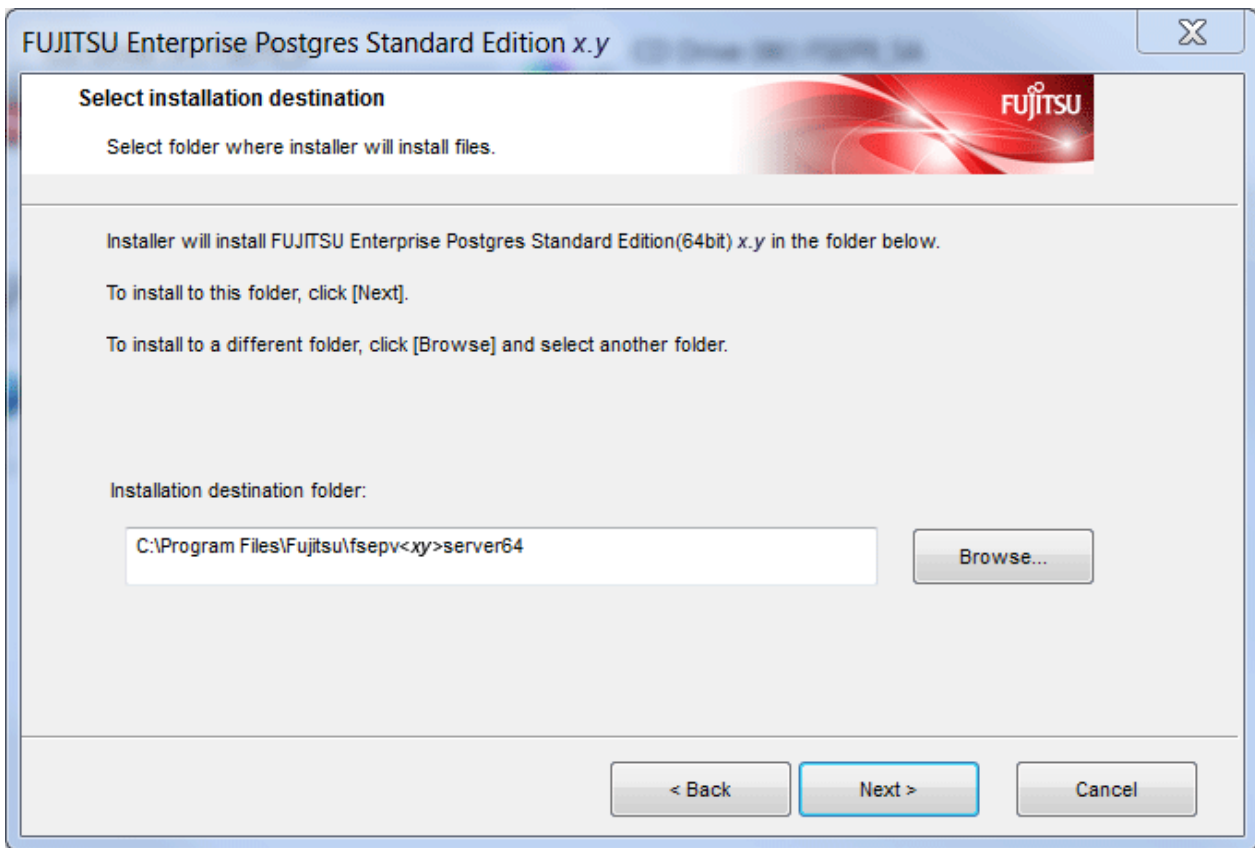 FUJITSU Enterprise Postgres Standard Edition x.y
Select installation destination
FUJITSU
Select folder where installer will install files.
Installer will install FUJITSU Enterprise Postgres Standard Edition(64bit) x.y in the folder below.
To install to this folder, click [Next].
To install to a different folder, click [Browse] and select another folder.
Installation destination folder:
C:\Program Files\Fujitsu\fsepv<xy>server64
Browse...
< Back
Next >
Cancel